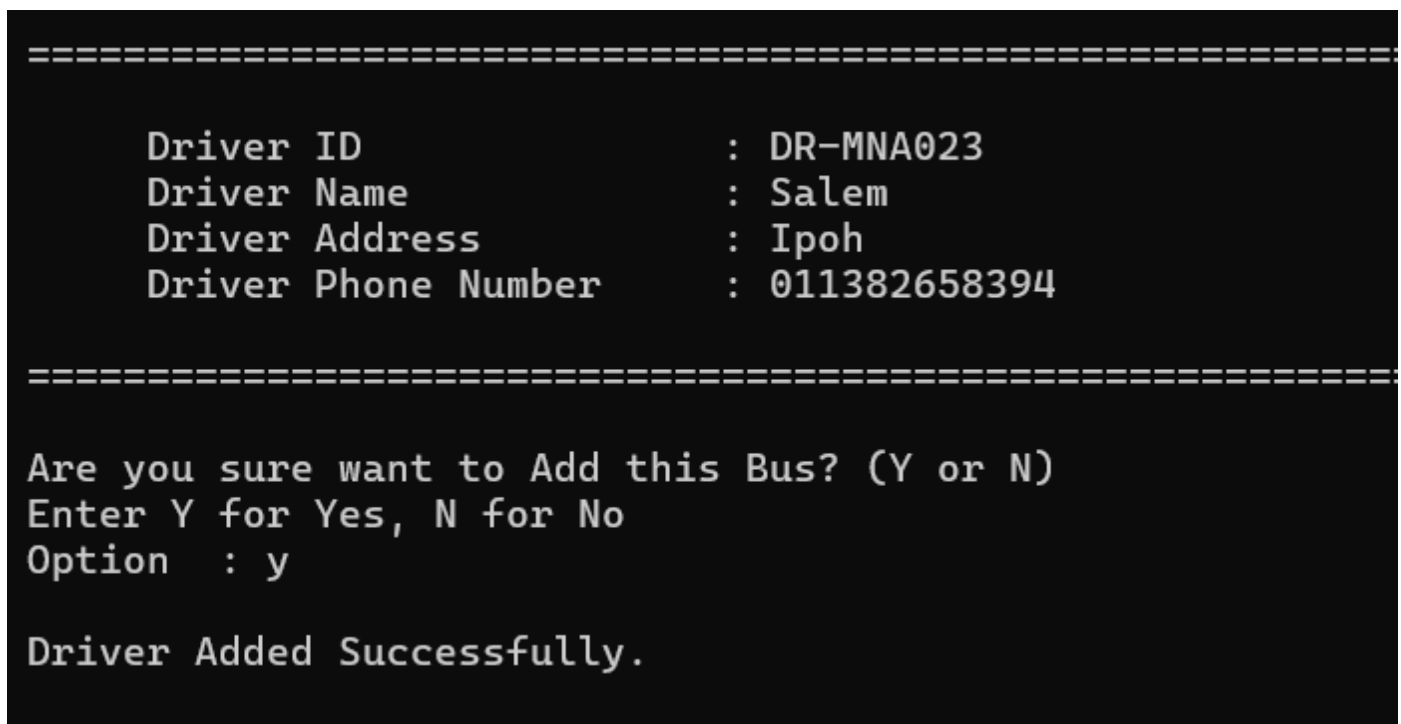 ==========================================================
Driver ID : DR-MNA023
Driver Name : Salem
Driver Address : Ipoh
Driver Phone Number : 011382658394
==========================================================
Are you sure want to Add this Bus? (Y or N)
Enter Y for Yes, N for No
Option : y
Driver Added Successfully.